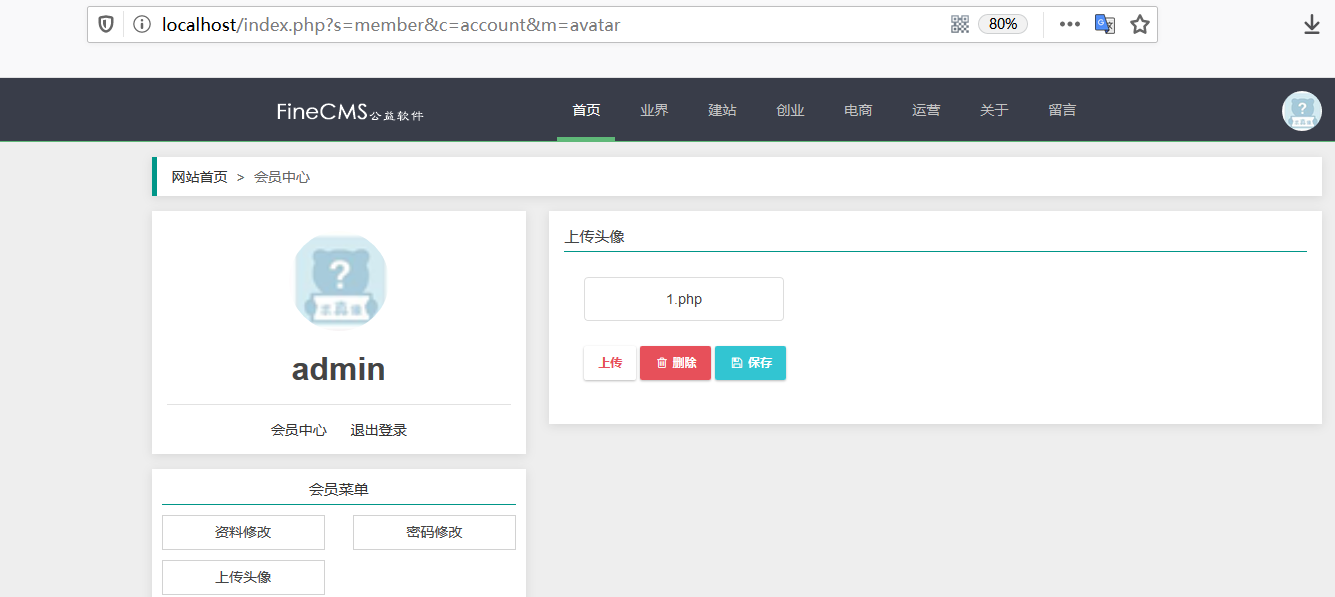 localhost/index.php?s=member&c=account&m=avatar 80%
FineCMS公益软件 首页 业界 建站 创业 电商 运营 关于 留言
网站首页 > 会员中心
上传头像
1.php
上传 删除 保存
?
admin
会员中心 退出登录
会员菜单
资料修改 密码修改
上传头像